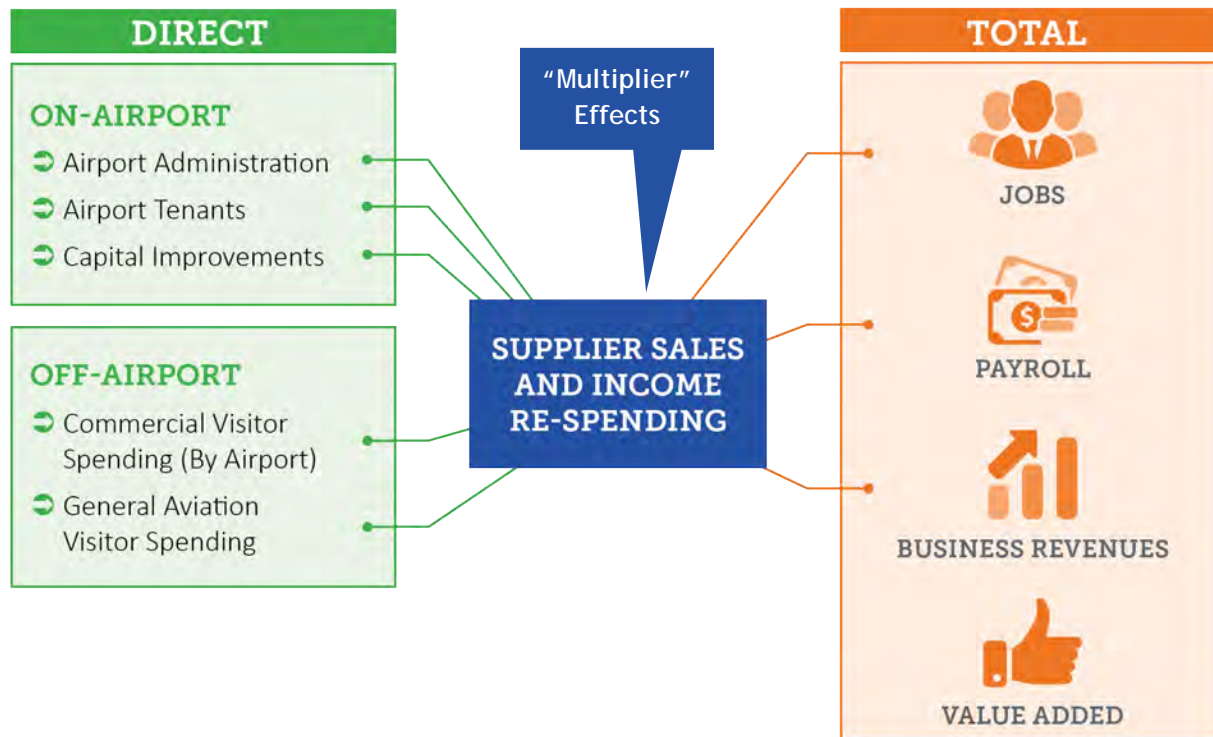 DIRECT
ON-AIRPORT
Airport Administration
Airport Tenants
Capital Improvements
OFF-AIRPORT
Commercial Visitor
Spending (By Airport)
General Aviation
Visitor Spending
“Multiplier”
Effects
SUPPLIER SALES
AND INCOME
RE-SPENDING
TOTAL
JOBS
$
PAYROLL
BUSINESS REVENUES
VALUE ADDED